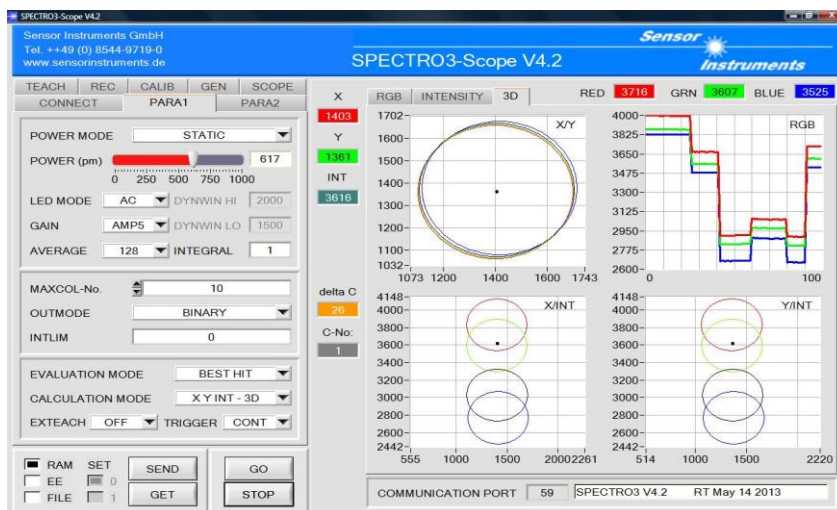 SPECTRO3-Scope V4.2
Sensor Instruments GmbH
Tel. ++49 (0) 8544-9719-0
www.sensorinstruments.de
SPECTRO3-Scope V4.2
Sensor
Instruments
TEACH REC CALIB GEN SCOPE
CONNECT PARA1 PARA2
POWER MODE STATIC
POWER (pm) 617
0 250 500 750 1000
LED MODE AC DYNWIN HI 2000
GAIN AMP5 DYNWIN LO 1500
AVERAGE 128 INTEGRAL 1
MAXCOL-No. 10
OUTMODE BINARY
INTLIM 0
EVALUATION MODE BEST HIT
CALCULATION MODE X Y INT - 3D
EXTEACH OFF TRIGGER CONT
RAM SET SEND GO
EE 0
FILE 1 GET STOP
X
1403
Y
1361
INT
3616
delta C
26
C-No:
1
RGB INTENSITY 3D RED 3716 GRN 3607 BLUE 3525
X/Y
1702
1600
1500
1400
1300
1200
1100
1032
1073 1200 1400 1600 1743
RGB
4000
3825
3650
3475
3300
3125
2950
2775
2600
0 100
X/INT
4148
4000
3800
3600
3400
3200
3000
2800
2600
2442
555 1000 1500 2000 2261
Y/INT
4148
4000
3800
3600
3400
3200
3000
2800
2600
2442
514 1000 1500 2220
COMMUNICATION PORT 59 SPECTRO3 V4.2 RT May 14 2013